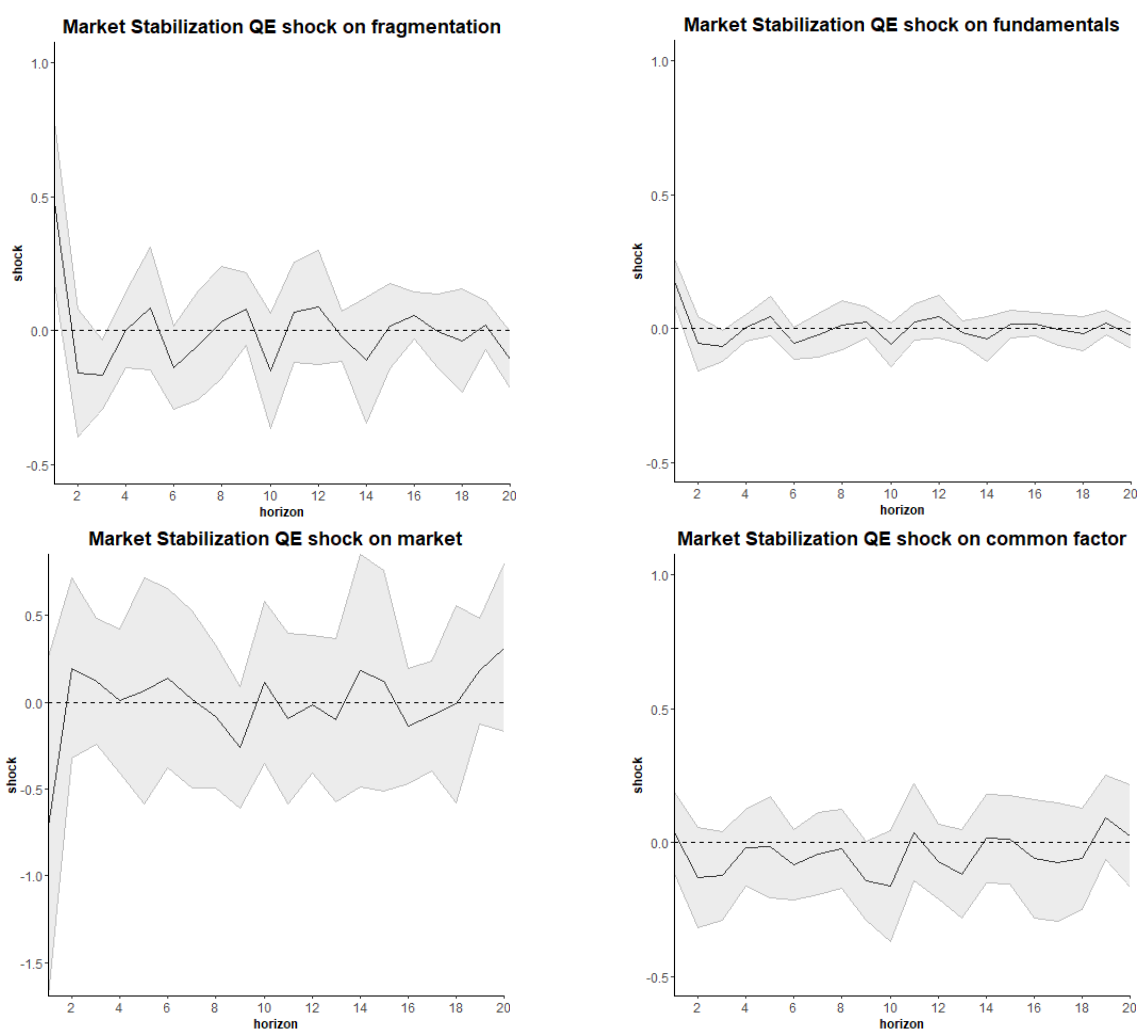 Market Stabilization QE shock on fragmentation
1.0
0.5
0.0
-0.5
shock
2 4 6 8 10 12 14 16 18 20
horizon
Market Stabilization QE shock on fundamentals
1.0
0.5
0.0
-0.5
shock
2 4 6 8 10 12 14 16 18 20
horizon
Market Stabilization QE shock on market
0.5
0.0
-0.5
-1.0
-1.5
shock
2 4 6 8 10 12 14 16 18 20
horizon
Market Stabilization QE shock on common factor
1.0
0.5
0.0
-0.5
shock
2 4 6 8 10 12 14 16 18 20
horizon